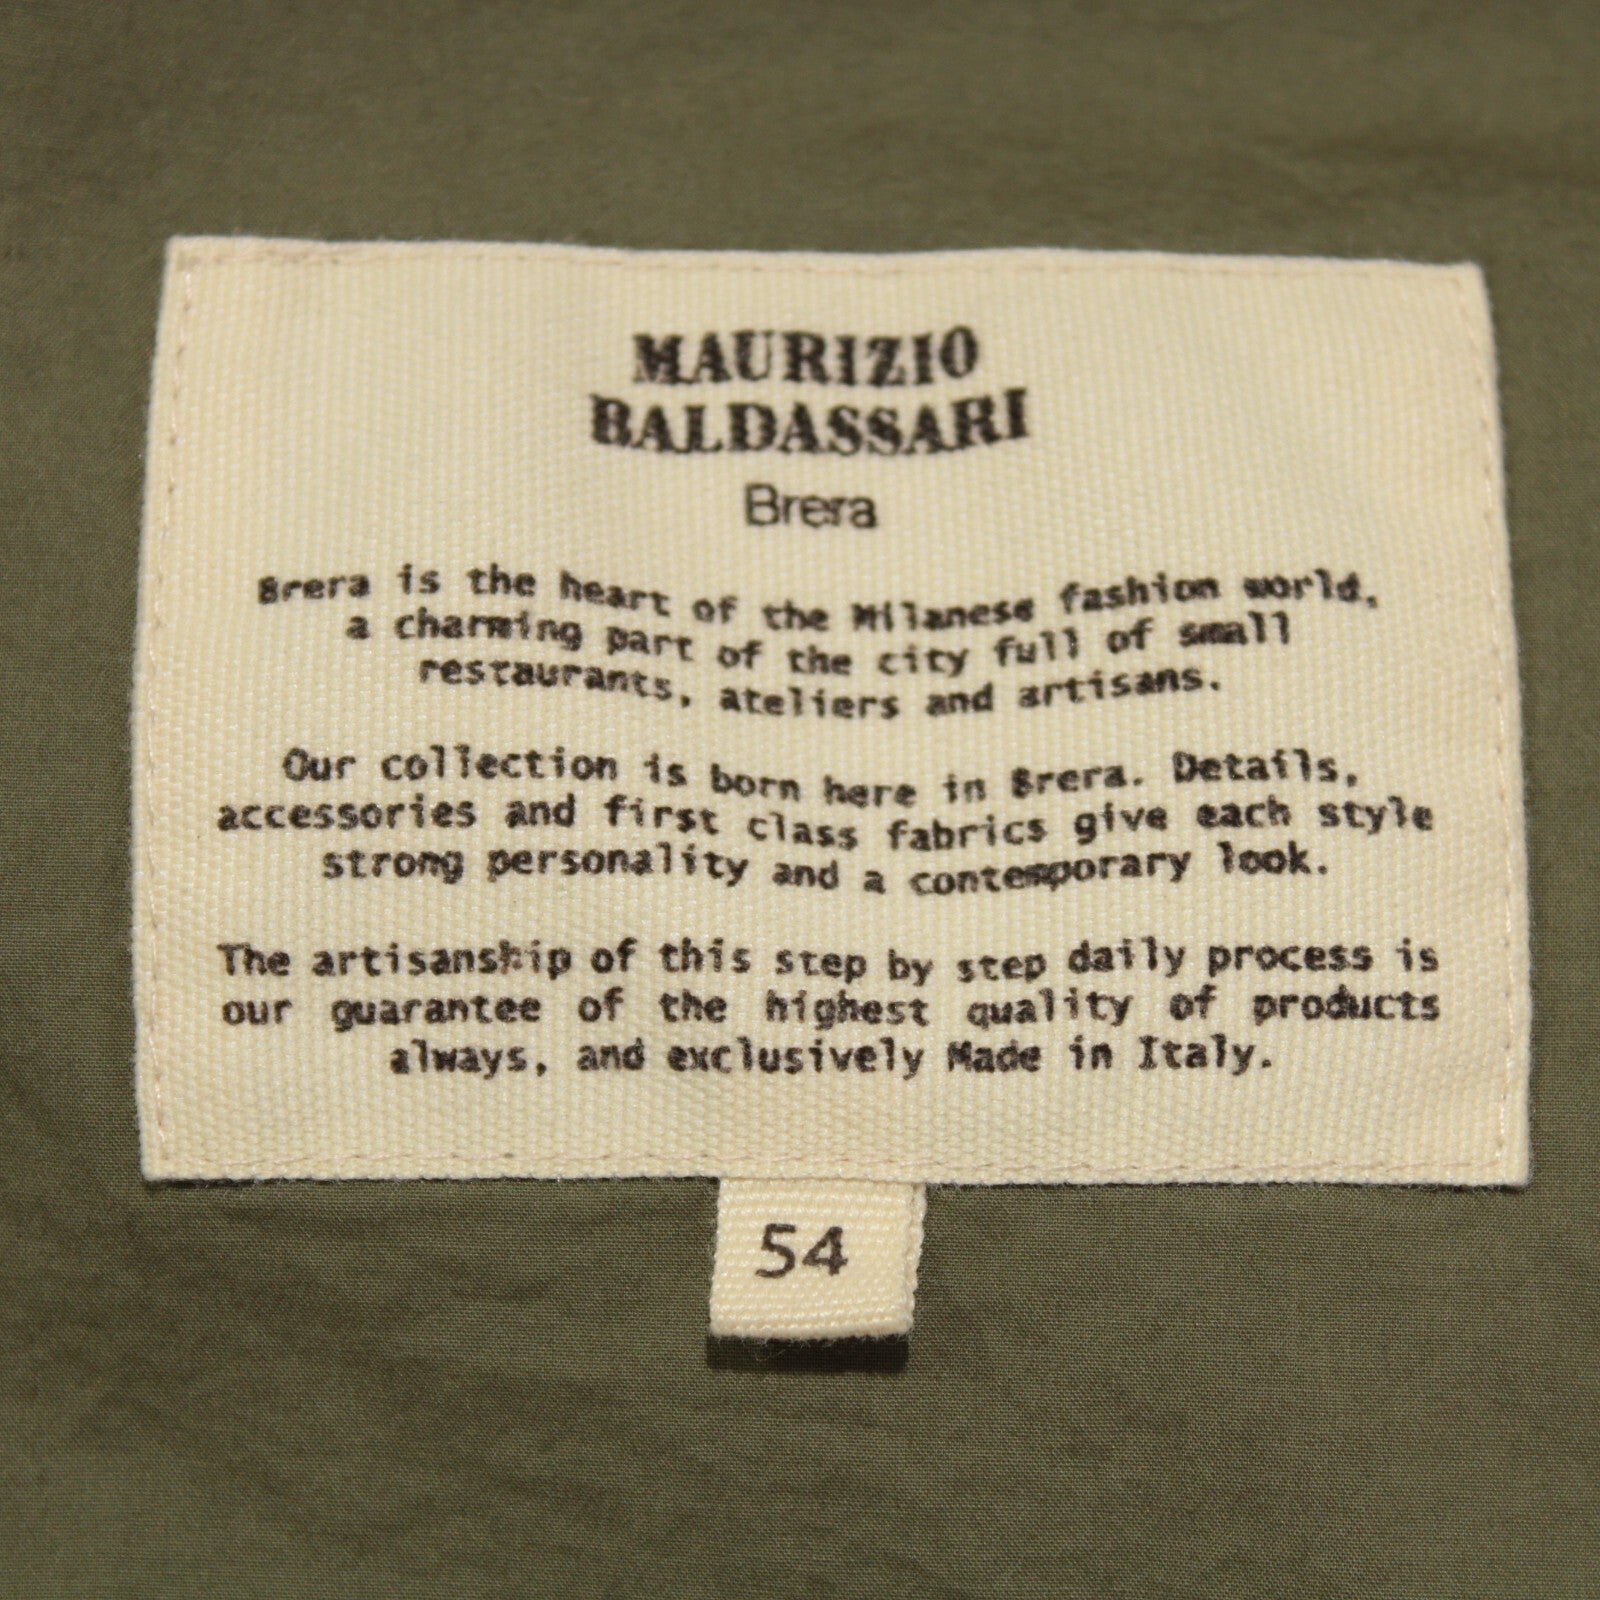 MAURIZIO
BALDASSARI
Brera
Brera is the heart of the Milanese fashion world,
a charming part of the city full of small
restaurants, ateliers and artisans.
Our collection is born here in Brera. Details,
accessories and first class fabrics give each style
strong personality and a contemporary look.
The artisanship of this step by step daily process is
our guarantee of the highest quality of products
always, and exclusively Made in Italy.
54